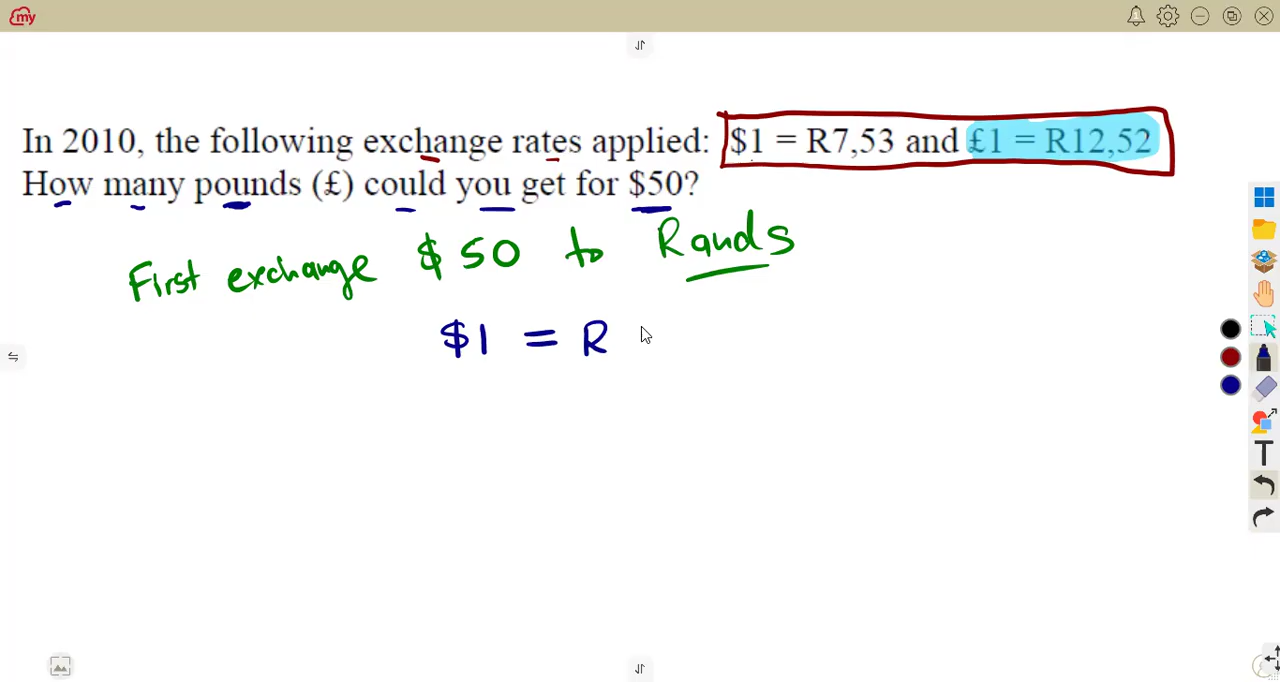 my
In 2010, the following exchange rates applied: $1 = R7,53 and £1 = R12,52
How many pounds (£) could you get for $50?
First exchange $50 to Rands
$1 = R
T